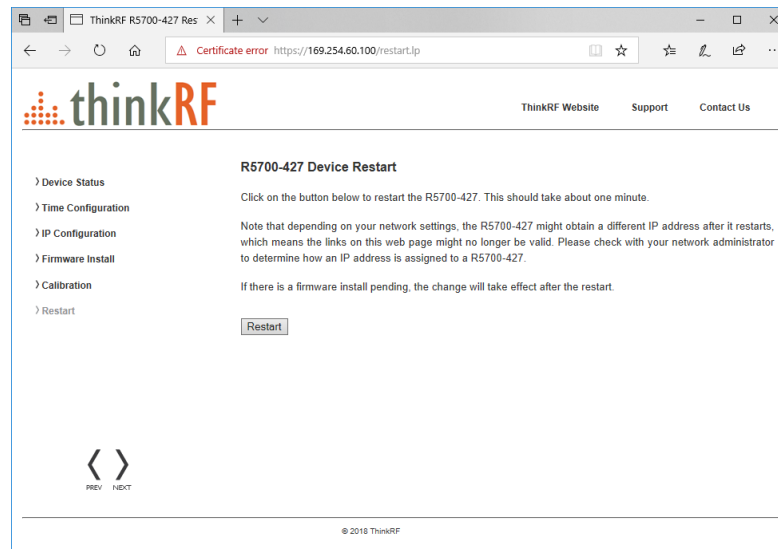 ThinkRF R5700-427 Res
Certificate error https://169.254.60.100/restart.lp
thinkRF
ThinkRF Website Support Contact Us
R5700-427 Device Restart
Device Status
Time Configuration
IP Configuration
Firmware Install
Calibration
Restart
Click on the button below to restart the R5700-427. This should take about one minute.
Note that depending on your network settings, the R5700-427 might obtain a different IP address after it restarts,
which means the links on this web page might no longer be valid. Please check with your network administrator
to determine how an IP address is assigned to a R5700-427.
If there is a firmware install pending, the change will take effect after the restart.
Restart
PREV NEXT
© 2018 ThinkRF